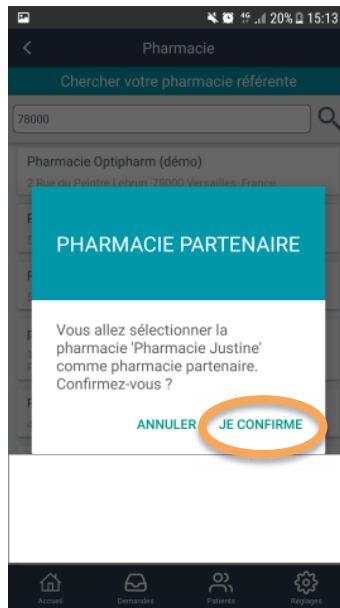 4G 20% 15:13
Pharmacie
Chercher votre pharmacie référente
78000
Pharmacie Optipharm (démo)
2 Rue du Peintre Lebrun, 78000 Versailles, France
PHARMACIE PARTENAIRE
Vous allez sélectionner la
pharmacie 'Pharmacie Justine'
comme pharmacie partenaire.
Confirmez-vous ?
ANNULER JE CONFIRME
Accueil Demandes Patients Réglages